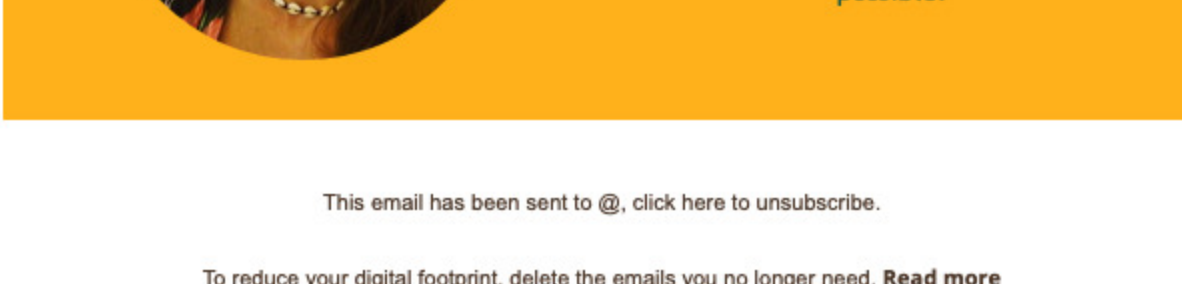 This email has been sent to @, click here to unsubscribe.
To reduce your digital footprint, delete the emails you no longer need. Read more